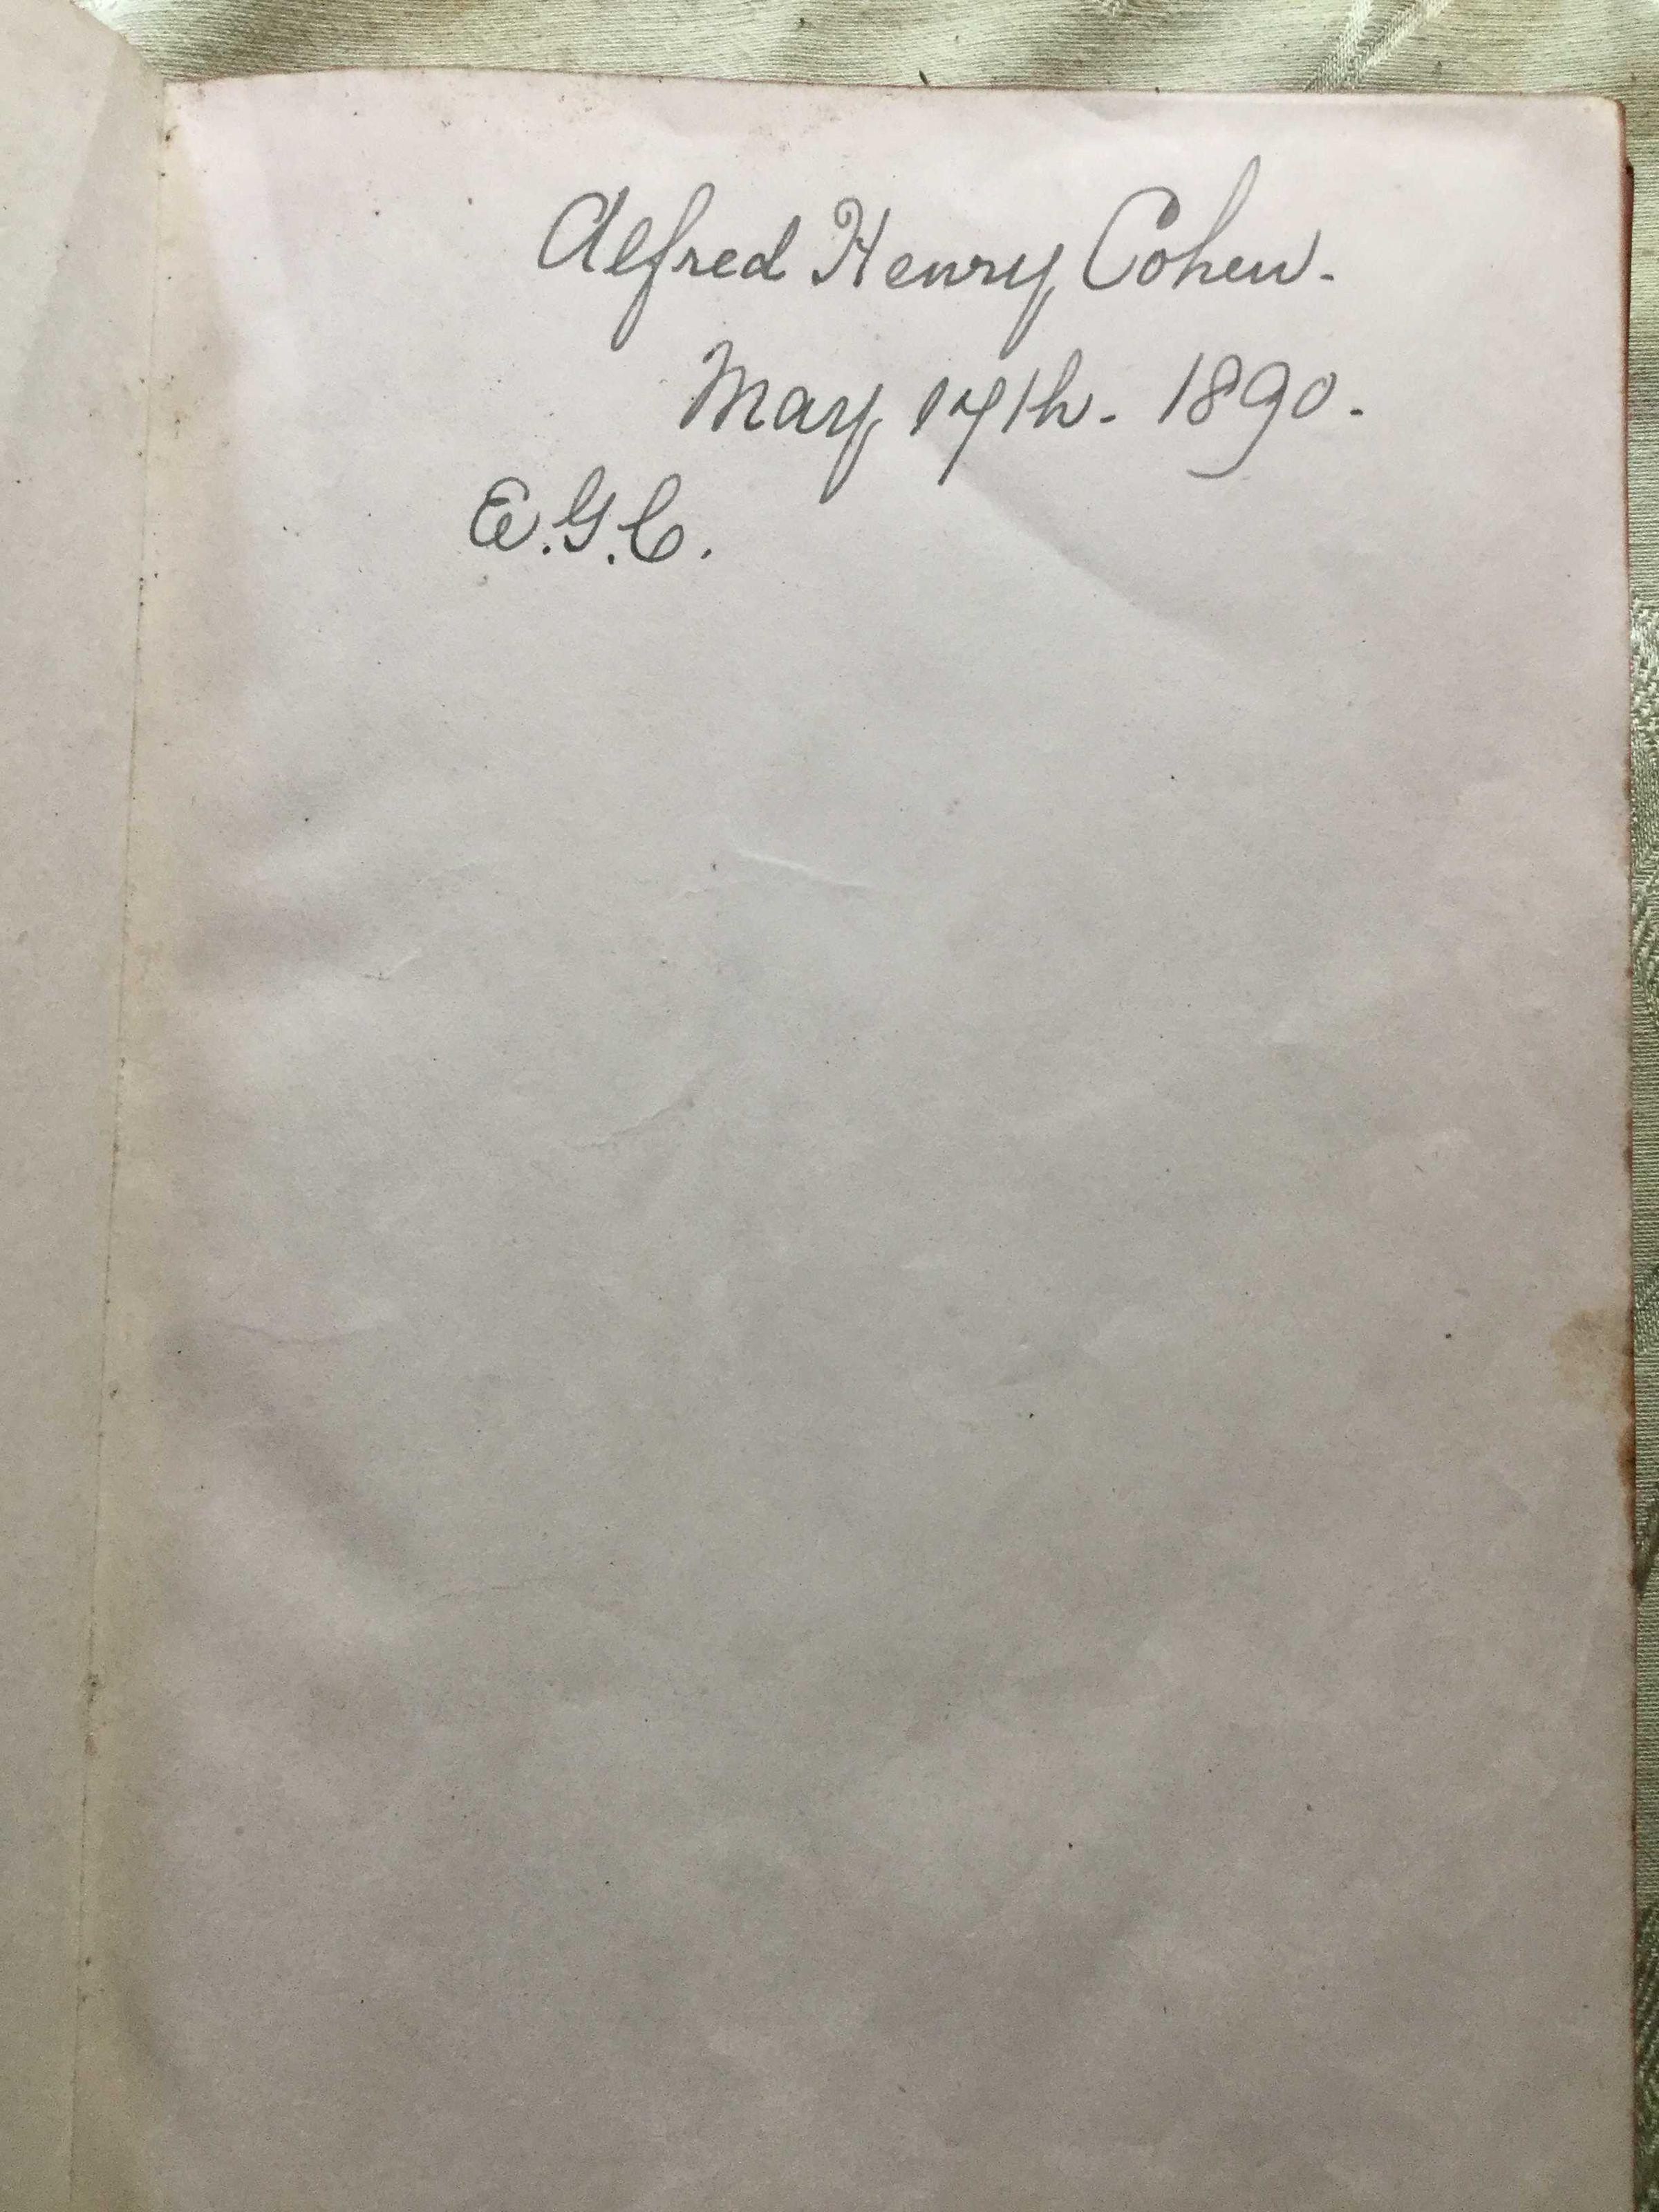 Alfred Henry Cohen.
May 17th. 1890.
E.G.C.